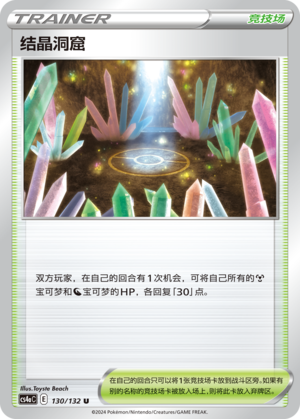 TRAINER 竞技场
结晶洞窟
双方玩家，在自己的回合有1次机会，可将自己所有的
宝可梦和宝可梦的HP，各回复「30」点。
Illus.Toyste Beach
在自己的回合只可以将1张竞技场卡放到战斗区旁。如果有
别的名称的竞技场卡被放入场上，则将此卡放入弃牌区。
CS4aC E 130/132 U
©2024 Pokémon/Nintendo/Creatures/GAME FREAK.